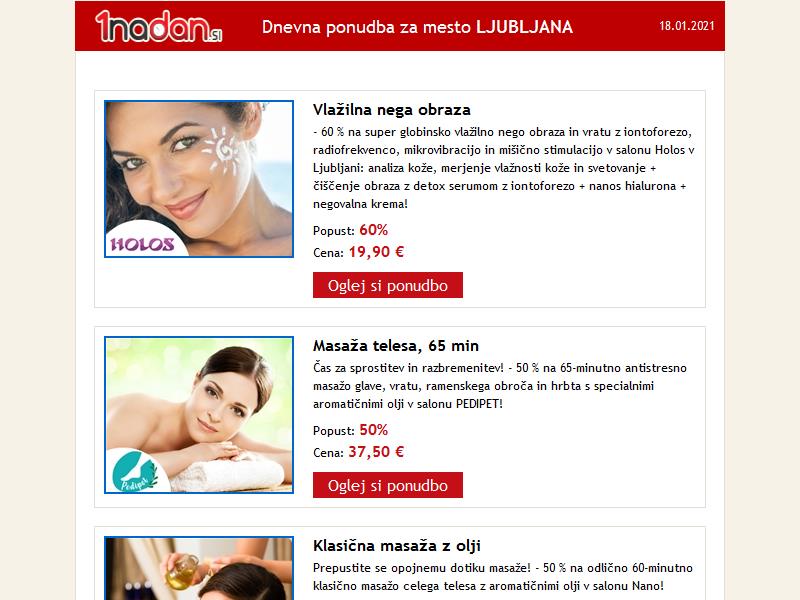 1nadan.si
Dnevna ponudba za mesto LJUBLJANA
18.01.2021
Vlažilna nega obraza
- 60 % na super globinsko vlažilno nego obraza in vratu z iontoforezo,
radiofrekvenco, mikrovibracijo in mišično stimulacijo v salonu Holos v
Ljubljani: analiza kože, merjenje vlažnosti kože in svetovanje +
čiščenje obraza z detox serumom z iontoforezo + nanos hialurona +
negovalna krema!
HOLOS
Popust: 60%
Cena: 19,90 €
Oglej si ponudbo
Masaža telesa, 65 min
Čas za sprostitev in razbremenitev! - 50 % na 65-minutno antistresno
masažo glave, vratu, ramenskega obroča in hrbta s specialnimi
aromatičnimi olji v salonu PEDIPET!
Popust: 50%
Cena: 37,50 €
Pedipet
Oglej si ponudbo
Klasična masaža z olji
Prepustite se opojnemu dotiku masaže! - 50 % na odlično 60-minutno
klasično masažo celega telesa z aromatičnimi olji v salonu Nano!